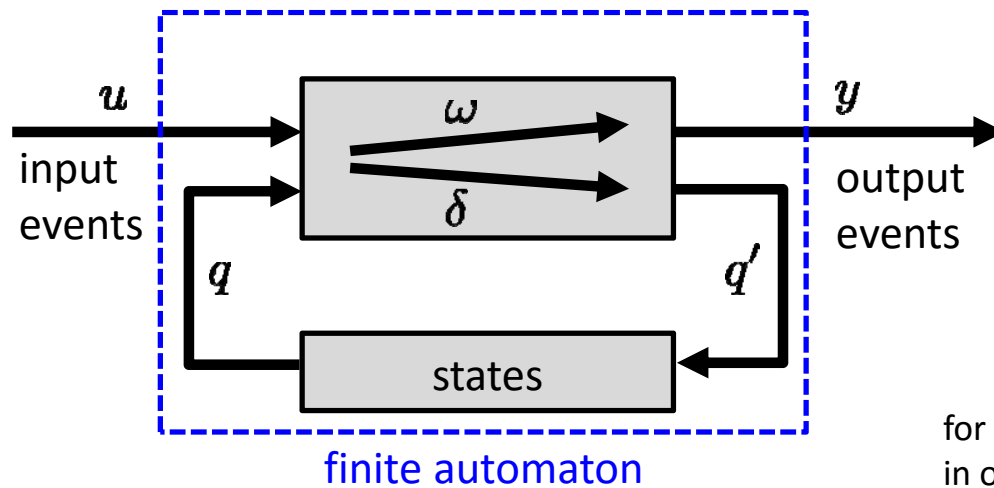 u
input
events
ω
δ
y
output
events
q
q′
states
finite automaton
for
in o